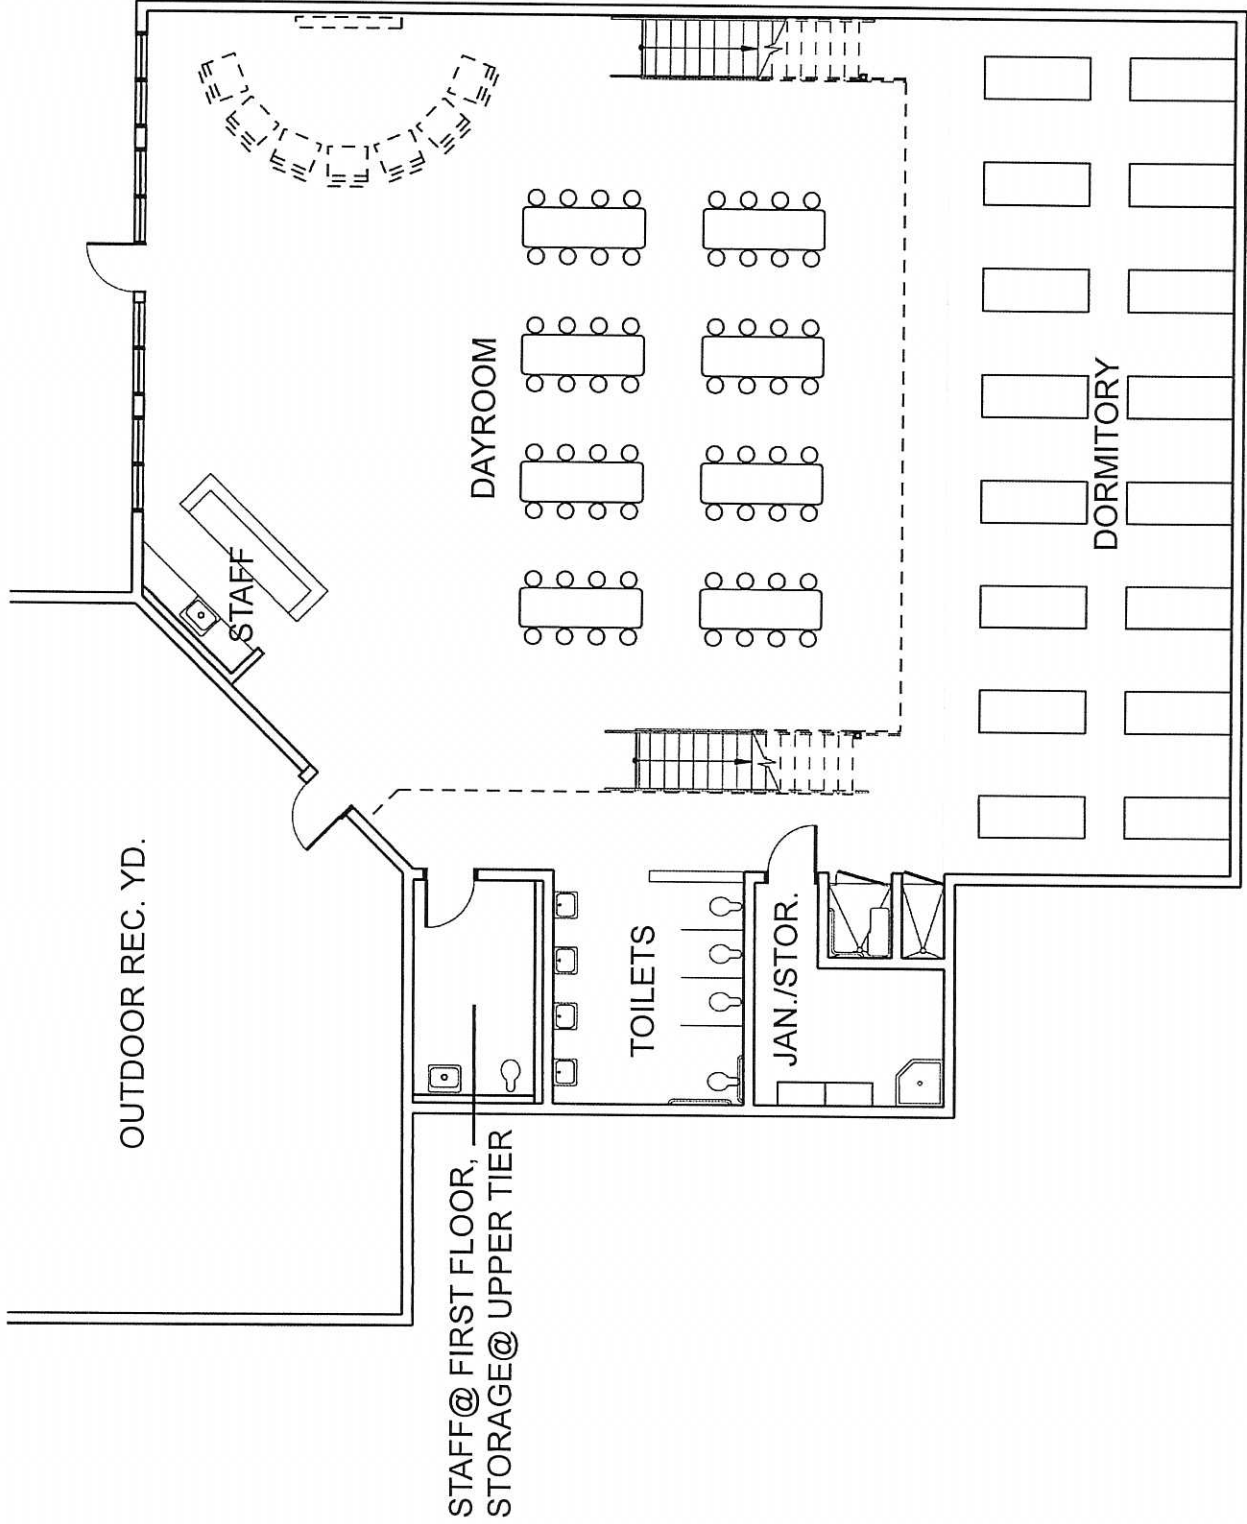 OUTDOOR REC. YD.
STAFF
DAYROOM
STAFF@ FIRST FLOOR,
STORAGE@ UPPER TIER
TOILETS
JAN./STOR.
DORMITORY